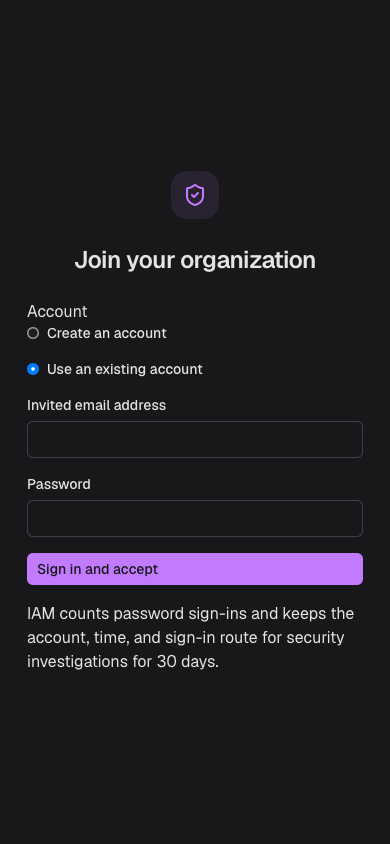 Join your organization
Account
Create an account
Use an existing account
Invited email address
Password
Sign in and accept
IAM counts password sign-ins and keeps the
account, time, and sign-in route for security
investigations for 30 days.